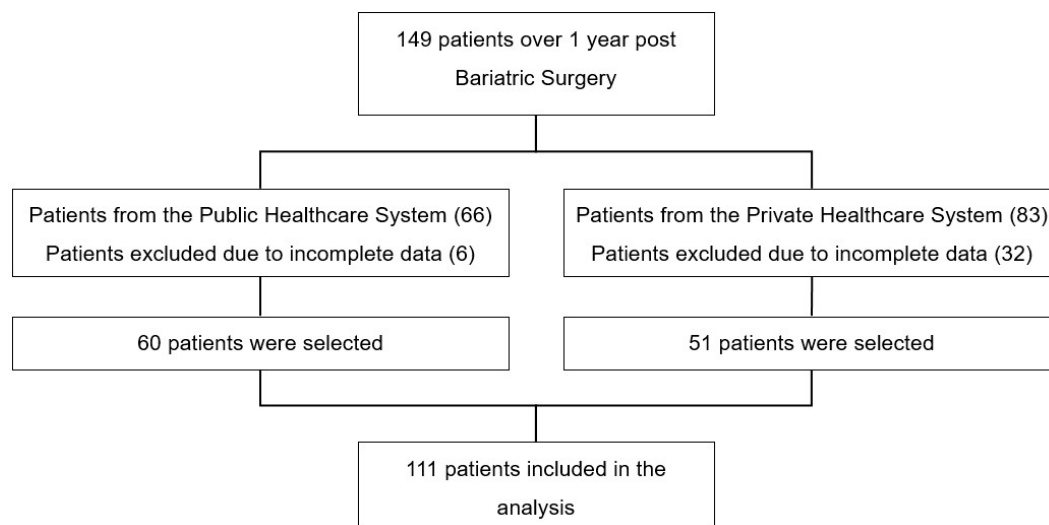 149 patients over 1 year post
Bariatric Surgery
Patients from the Public Healthcare System (66)
Patients excluded due to incomplete data (6)
Patients from the Private Healthcare System (83)
Patients excluded due to incomplete data (32)
60 patients were selected
51 patients were selected
111 patients included in the
analysis